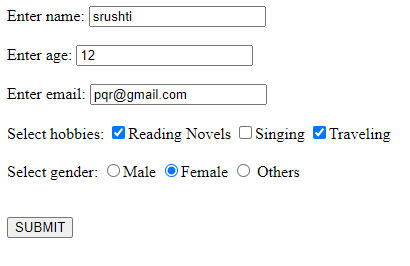 Enter name: srushti
Enter age: 12
Enter email: pqr@gmail.com
Select hobbies: Reading Novels Singing Traveling
Select gender: Male Female Others
SUBMIT